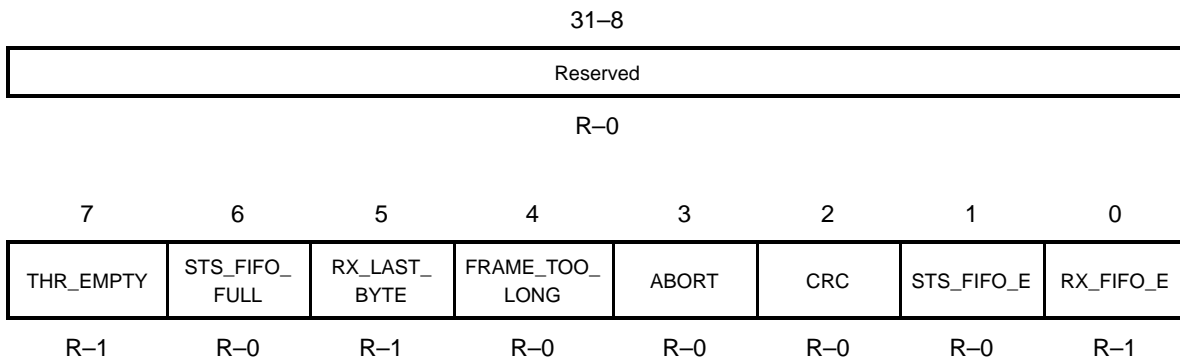 31–8
Reserved
R–0
7 6 5 4 3 2 1 0
THR_EMPTY STS_FIFO_ FULL RX_LAST_ BYTE FRAME_TOO_ LONG ABORT CRC STS_FIFO_E RX_FIFO_E
R–1 R–0 R–1 R–0 R–0 R–0 R–0 R–1